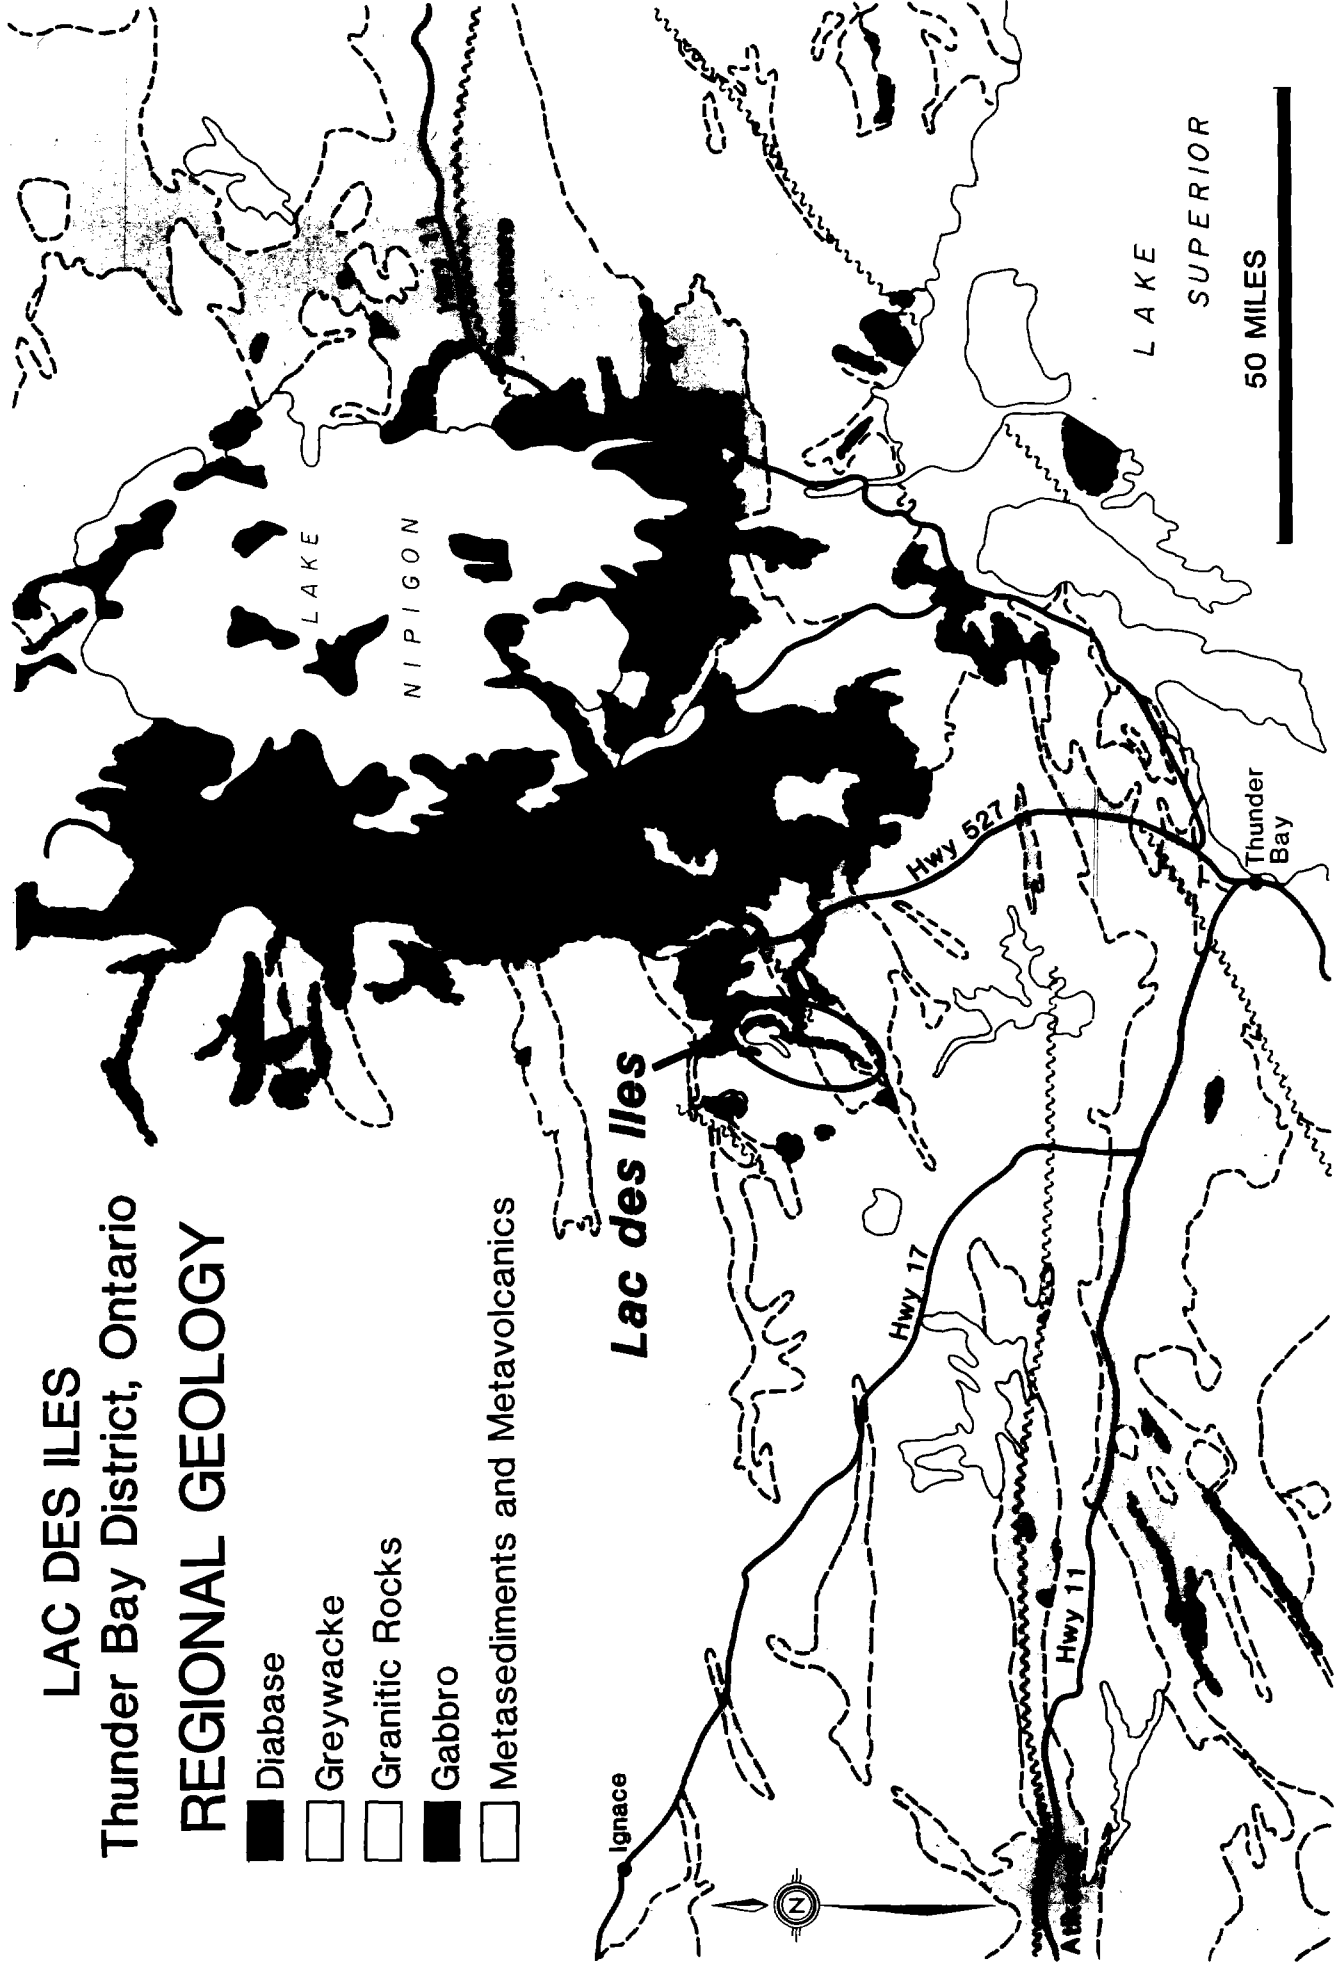 LAC DES ILES
Thunder Bay District, Ontario
REGIONAL GEOLOGY
Diabase
Greywacke
Granitic Rocks
Gabbro
Metasediments and Metavolcanics
LAKE
NIPIGON
Lac des Iles
Ignace
N
Hwy 17
Hwy 527
Hwy 11
Thunder
Bay
LAKE
SUPERIOR
50 MILES